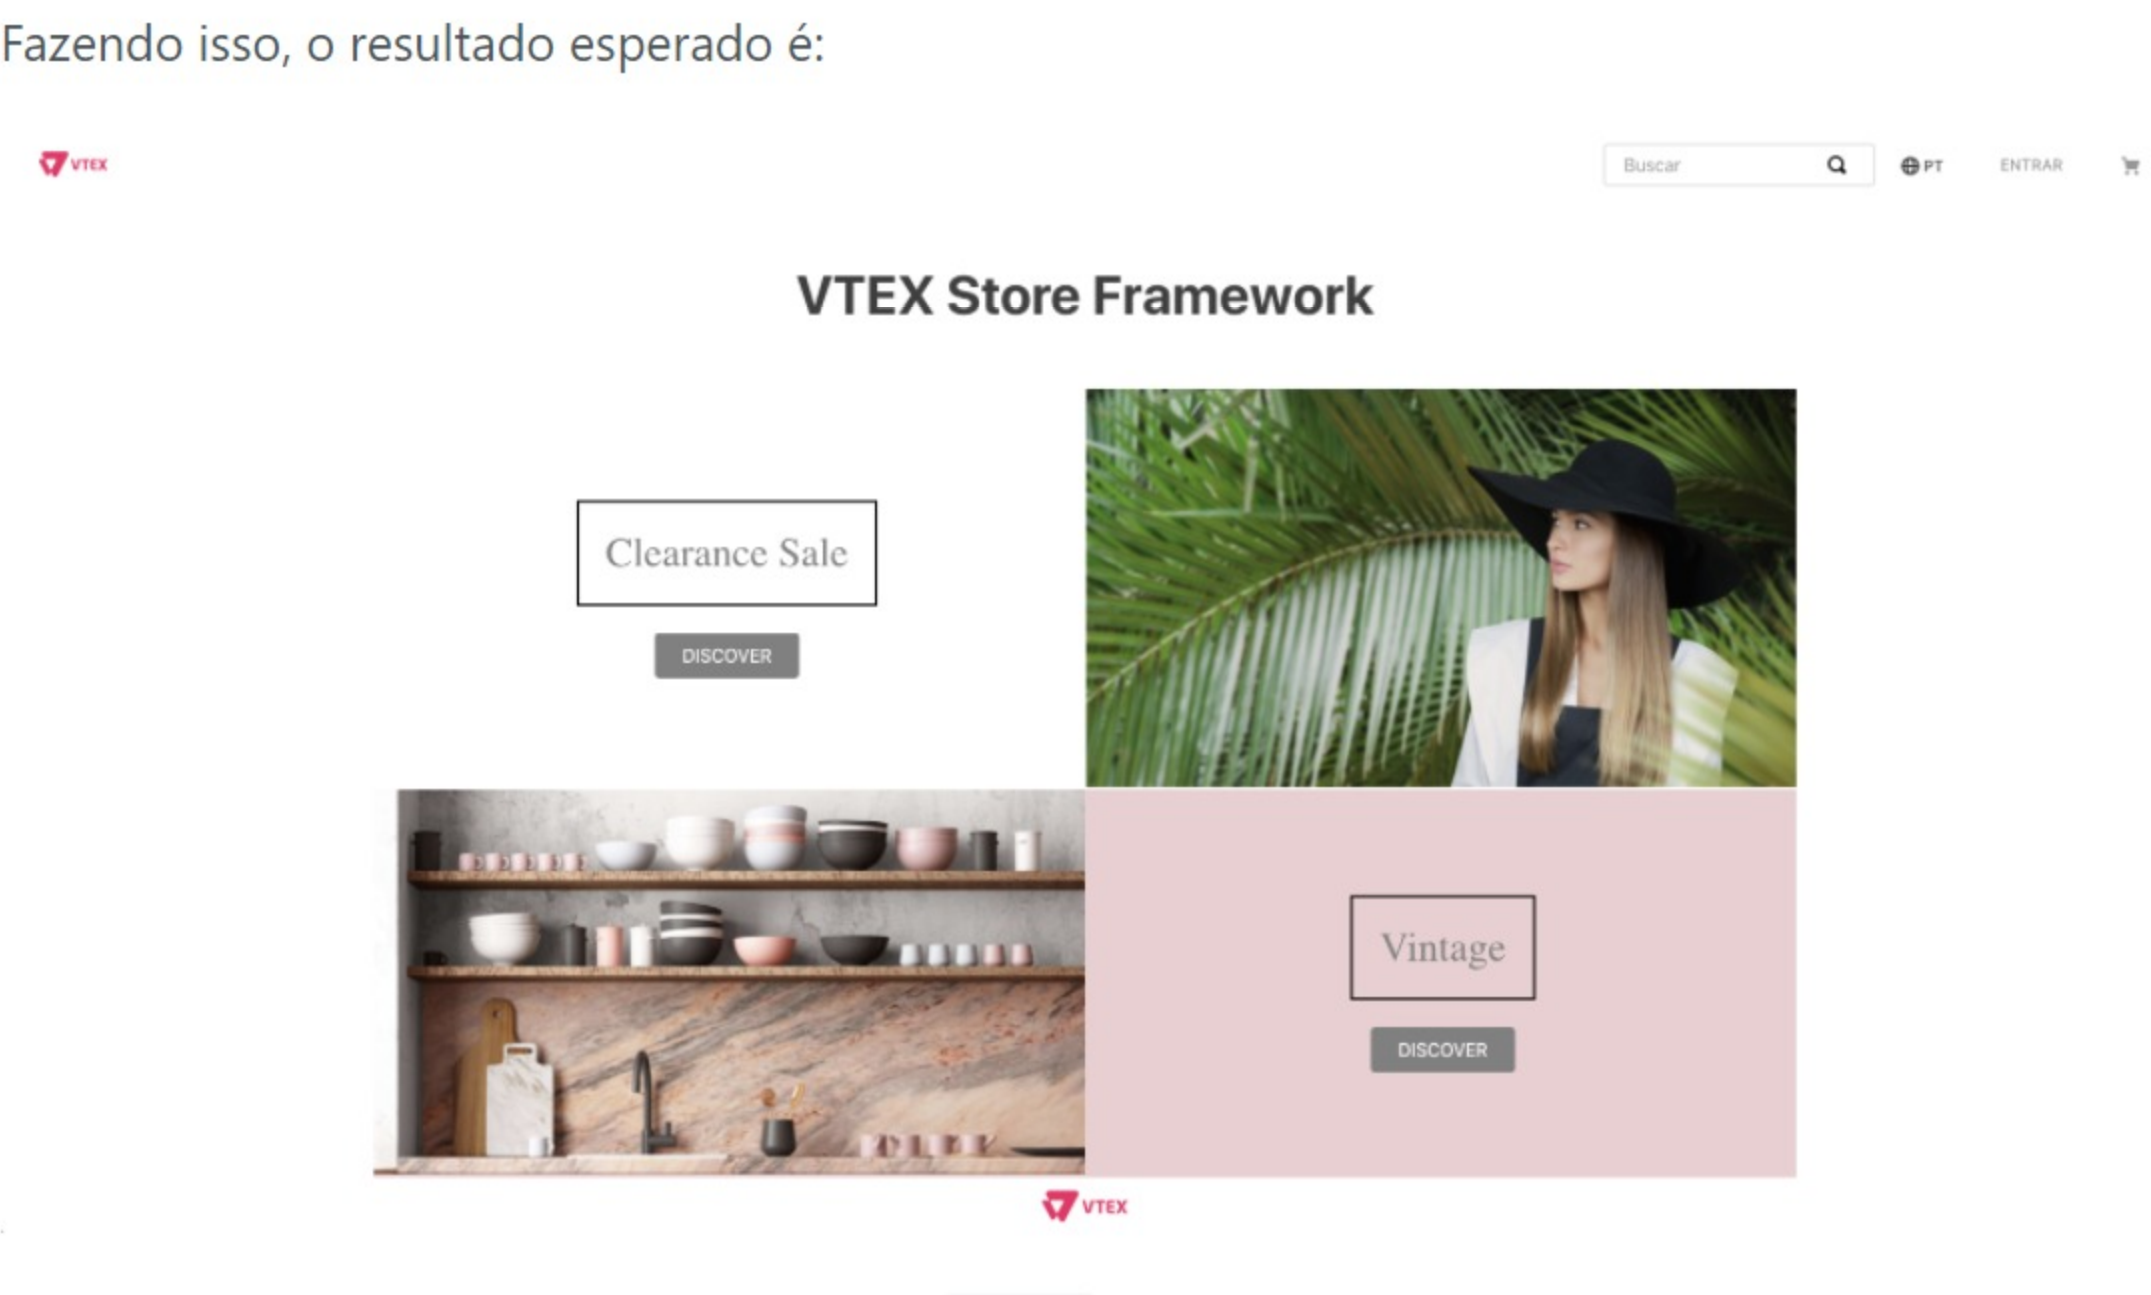 Fazendo isso, o resultado esperado é:
VTEX
Buscar
PT
ENTRAR
VTEX Store Framework
Clearance Sale
DISCOVER
Vintage
DISCOVER
VTEX